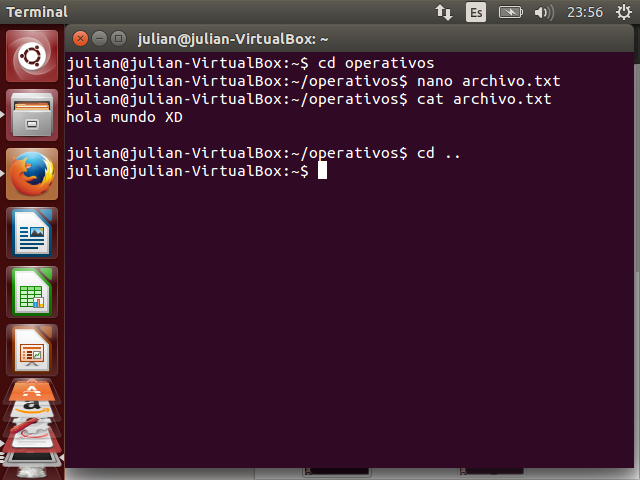 Terminal
Es
23:56
julian@julian-VirtualBox: ~
julian@julian-VirtualBox:~$ cd operativos
julian@julian-VirtualBox:~/operativos$ nano archivo.txt
julian@julian-VirtualBox:~/operativos$ cat archivo.txt
hola mundo XD
julian@julian-VirtualBox:~/operativos$ cd ..
julian@julian-VirtualBox:~$